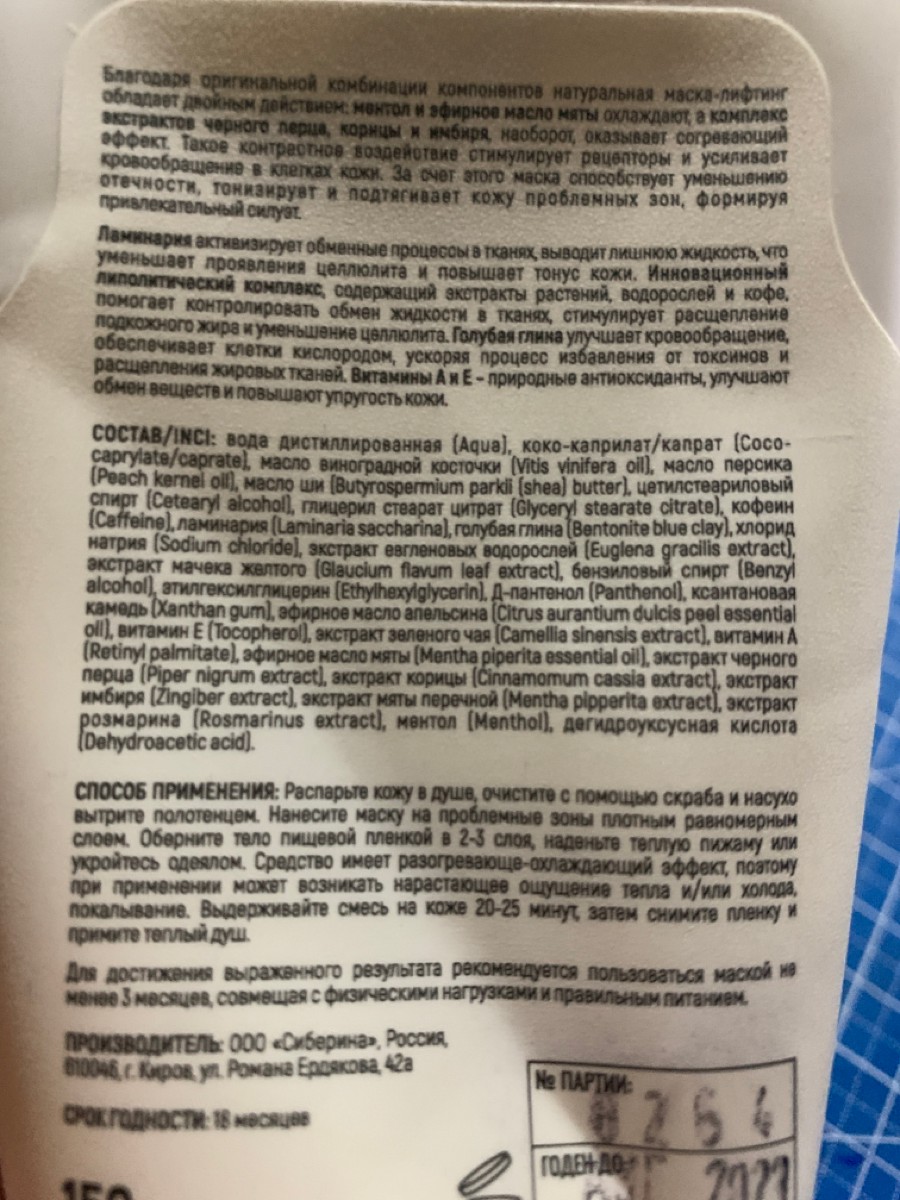 Благодаря оригинальной комбинации компонентов натуральная маска-лифтинг
обладает двойным действием: ментол и эфирное масло мяты охлаждают, а комплекс
экстрактов черного перца, корицы и имбиря, наоборот, оказывает согревающий
эффект. Такое контрастное воздействие стимулирует рецепторы и усиливает
кровообращение в клетках кожи. За счет этого маска способствует уменьшению
отечности, тонизирует и подтягивает кожу проблемных зон, формируя
привлекательный силуэт.
Ламинария активизирует обменные процессы в тканях, выводит лишнюю жидкость, что
уменьшает проявления целлюлита и повышает тонус кожи. Инновационный
липолитический комплекс, содержащий экстракты растений, водорослей и кофе,
помогает контролировать обмен жидкости в тканях, стимулирует расщепление
подкожного жира и уменьшение целлюлита. Голубая глина улучшает кровообращение,
обеспечивает клетки кислородом, ускоряя процесс избавления от токсинов и
расщепления жировых тканей. Витамины А и Е - природные антиоксиданты, улучшают
обмен веществ и повышают упругость кожи.
СОСТАВ/INCI: вода дистиллированная (Aqua), коко-каприлат/капрат (Coco-
caprylate/caprate), масло виноградной косточки (Vitis vinifera oil), масло персика
(Peach kernel oil), масло ши (Butyrospermium parkii (shea) butter), цетилстеариловый
спирт (Cetearyl alcohol), глицерил стеарат цитрат (Glyceryl stearate citrate), кофеин
(Caffeine), ламинария (Laminaria saccharina), голубая глина (Bentonite blue clay), хлорид
натрия (Sodium chloride), экстракт евгленовых водорослей (Euglena gracilis extract),
экстракт мачека желтого (Glaucium flavum leaf extract), бензиловый спирт (Benzyl
alcohol), этилгексилглицерин (Ethylhexylglycerin), Д-пантенол (Panthenol), ксантановая
камедь (Xanthan gum), эфирное масло апельсина (Citrus aurantium dulcis peel essential
oil), витамин Е (Tocopherol), экстракт зеленого чая (Camellia sinensis extract), витамин А
(Retinyl palmitate), эфирное масло мяты (Mentha piperita essential oil), экстракт черного
перца (Piper nigrum extract), экстракт корицы (Cinnamomum cassia extract), экстракт
имбиря (Zingiber extract), экстракт мяты перечной (Mentha pipperita extract), экстракт
розмарина (Rosmarinus extract), ментол (Menthol), дегидроуксусная кислота
(Dehydroacetic acid).
СПОСОБ ПРИМЕНЕНИЯ: Распарьте кожу в душе, очистите с помощью скраба и насухо
вытрите полотенцем. Нанесите маску на проблемные зоны плотным равномерным
слоем. Оберните тело пищевой пленкой в 2-3 слоя, наденьте теплую пижаму или
укройтесь одеялом. Средство имеет разогревающе-охлаждающий эффект, поэтому
при применении может возникать нарастающее ощущение тепла и/или холода,
покалывание. Выдерживайте смесь на коже 20-25 минут, затем снимите пленку и
примите теплый душ.
Для достижения выраженного результата рекомендуется пользоваться маской не
менее 3 месяцев, совмещая с физическими нагрузками и правильным питанием.
ПРОИЗВОДИТЕЛЬ: ООО «Сиберина», Россия,
610046, г. Киров, ул. Романа Ердякова, 42а
СРОК ГОДНОСТИ: 18 месяцев
№ ПАРТИИ:
0264
ГОДЕН ДО: